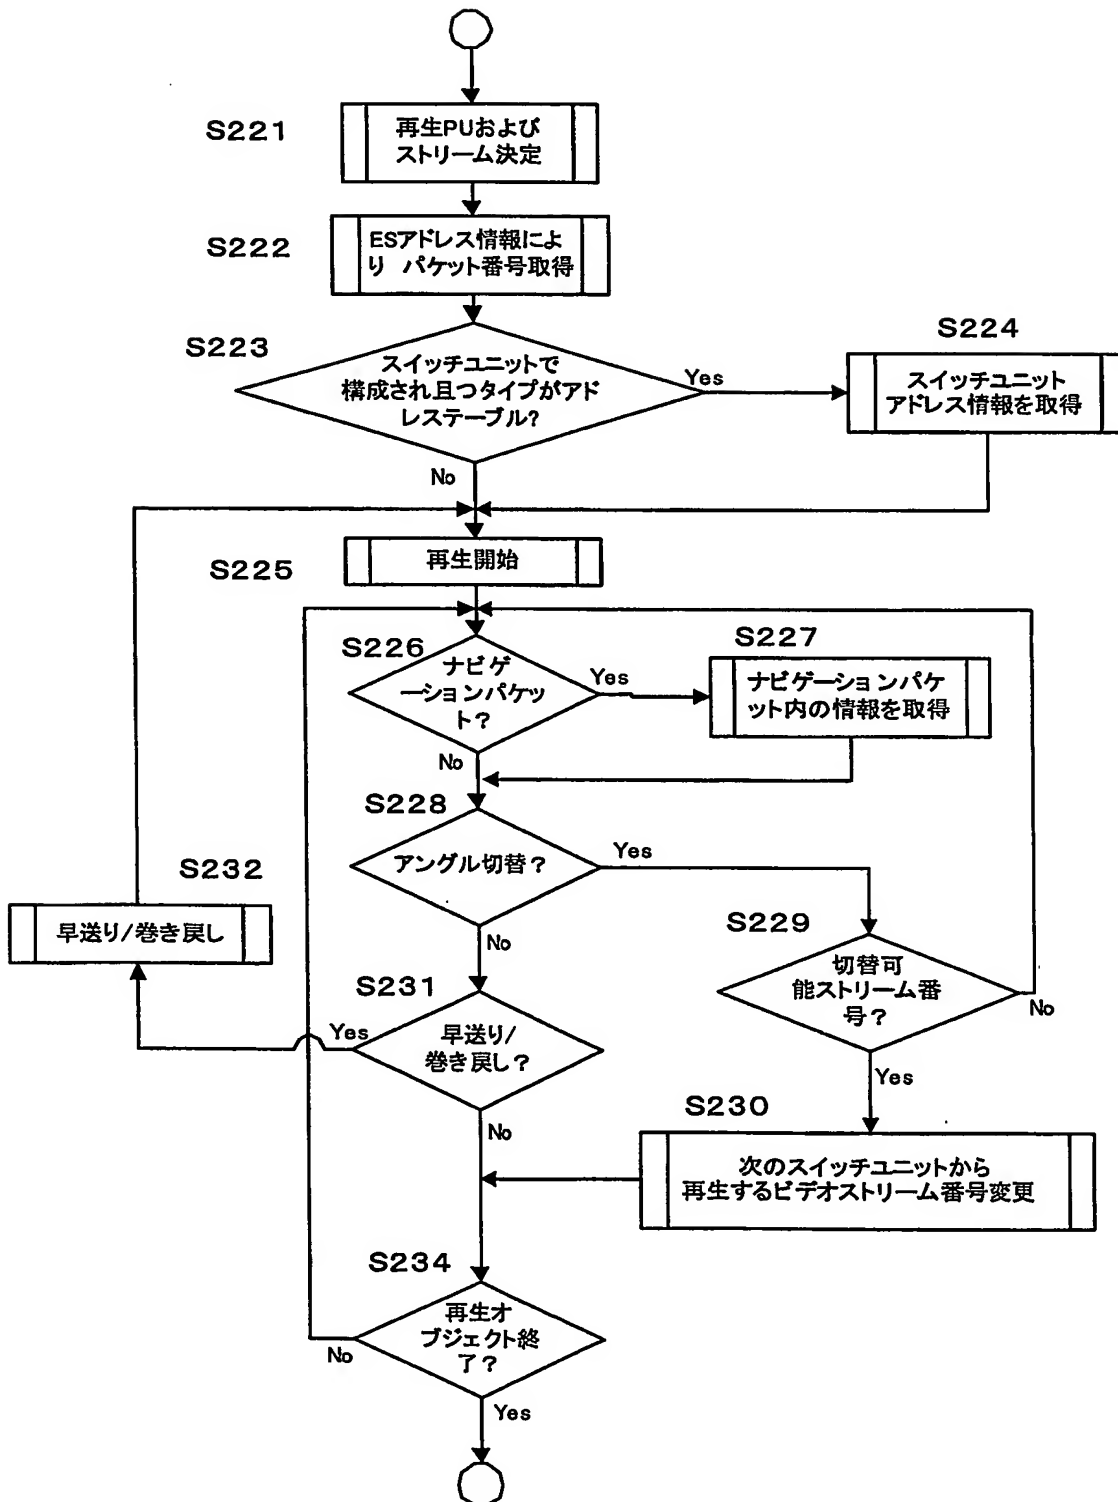 S221
再生PUおよび
ストリーム決定
S222
ESアドレス情報によ
り パケット番号取得
S223
スイッチユニットで
構成され且つタイプがアド
レステーブル?
Yes
No
S224
スイッチユニット
アドレス情報を取得
S225
再生開始
S226
ナビゲ
ーションパケッ
ト?
Yes
No
S227
ナビゲーションパケ
ット内の情報を取得
S228
アングル切替?
Yes
No
S229
切替可
能ストリーム番
号?
No
Yes
S230
次のスイッチユニットから
再生するビデオストリーム番号変更
S231
早送り/
巻き戻し?
Yes
No
S232
早送り/巻き戻し
S234
再生オ
ブジェクト終
了?
No
Yes